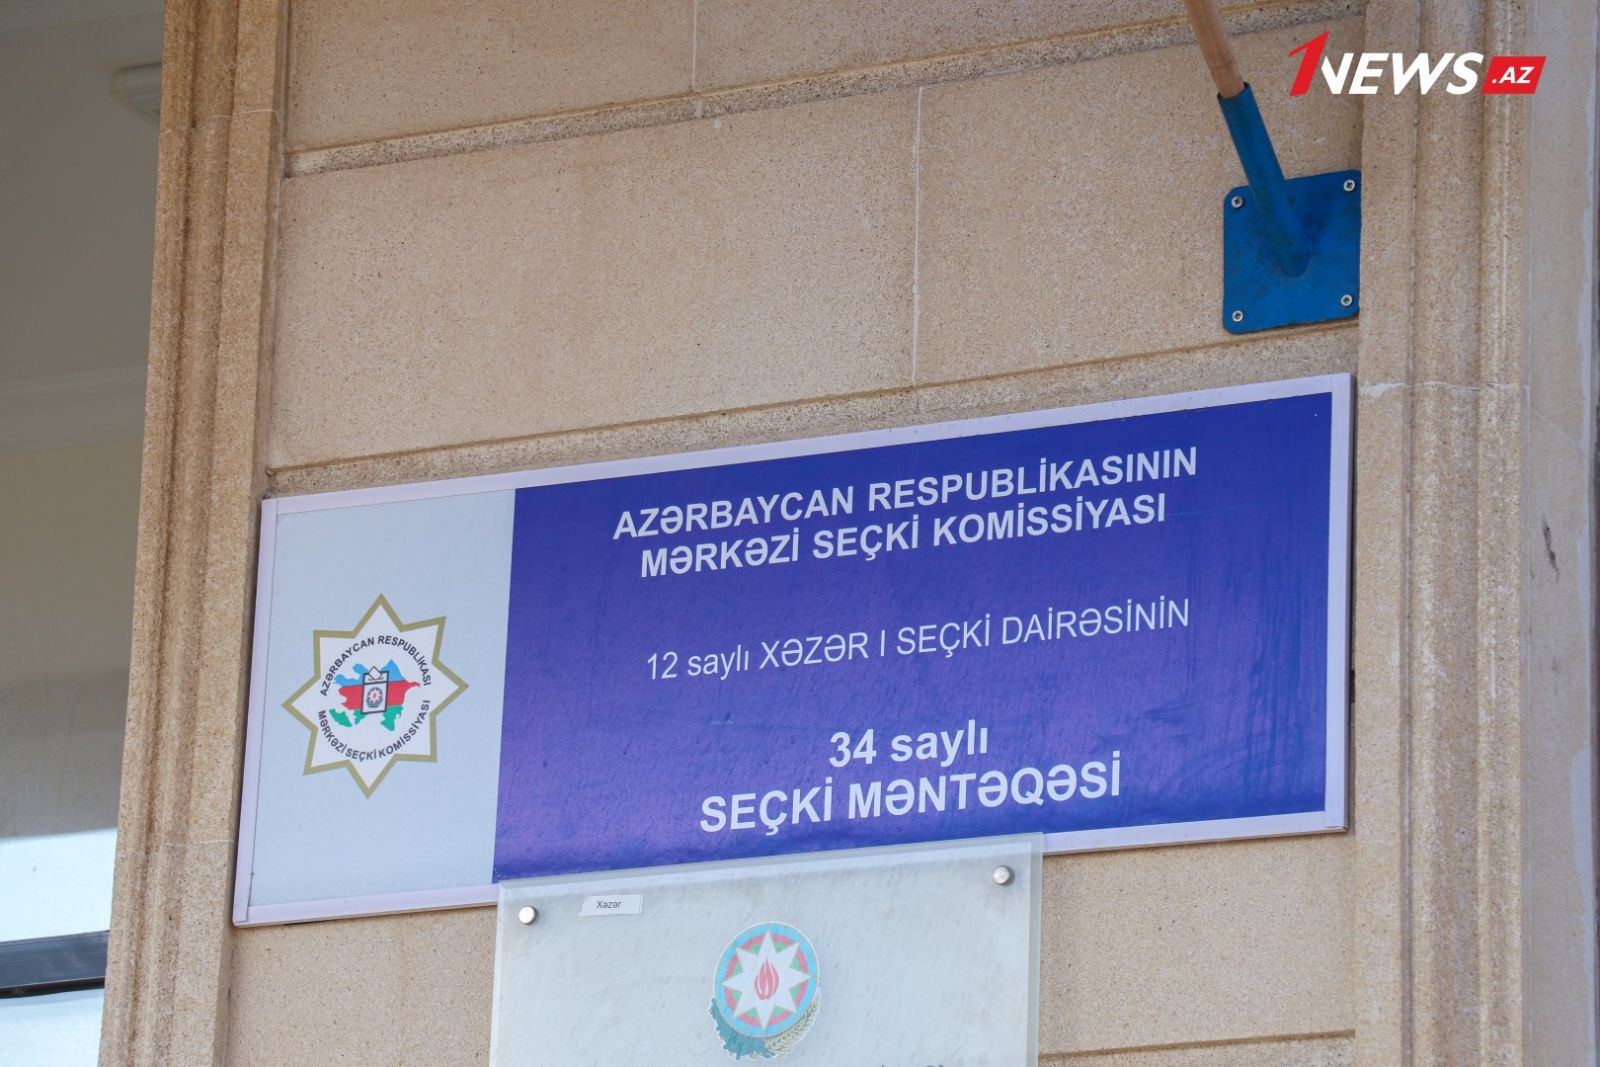 1NEWS.AZ
AZƏRBAYCAN RESPUBLİKASININ
MƏRKƏZİ SEÇKİ KOMİSSİYASI
12 saylı XƏZƏR I SEÇKİ DAİRƏSİNİN
34 saylı
SEÇKİ MƏNTƏQƏSİ
AZƏRBAYCAN RESPUBLİKASI
MƏRKƏZİ SEÇKİ KOMİSSİYASI
Xəzər